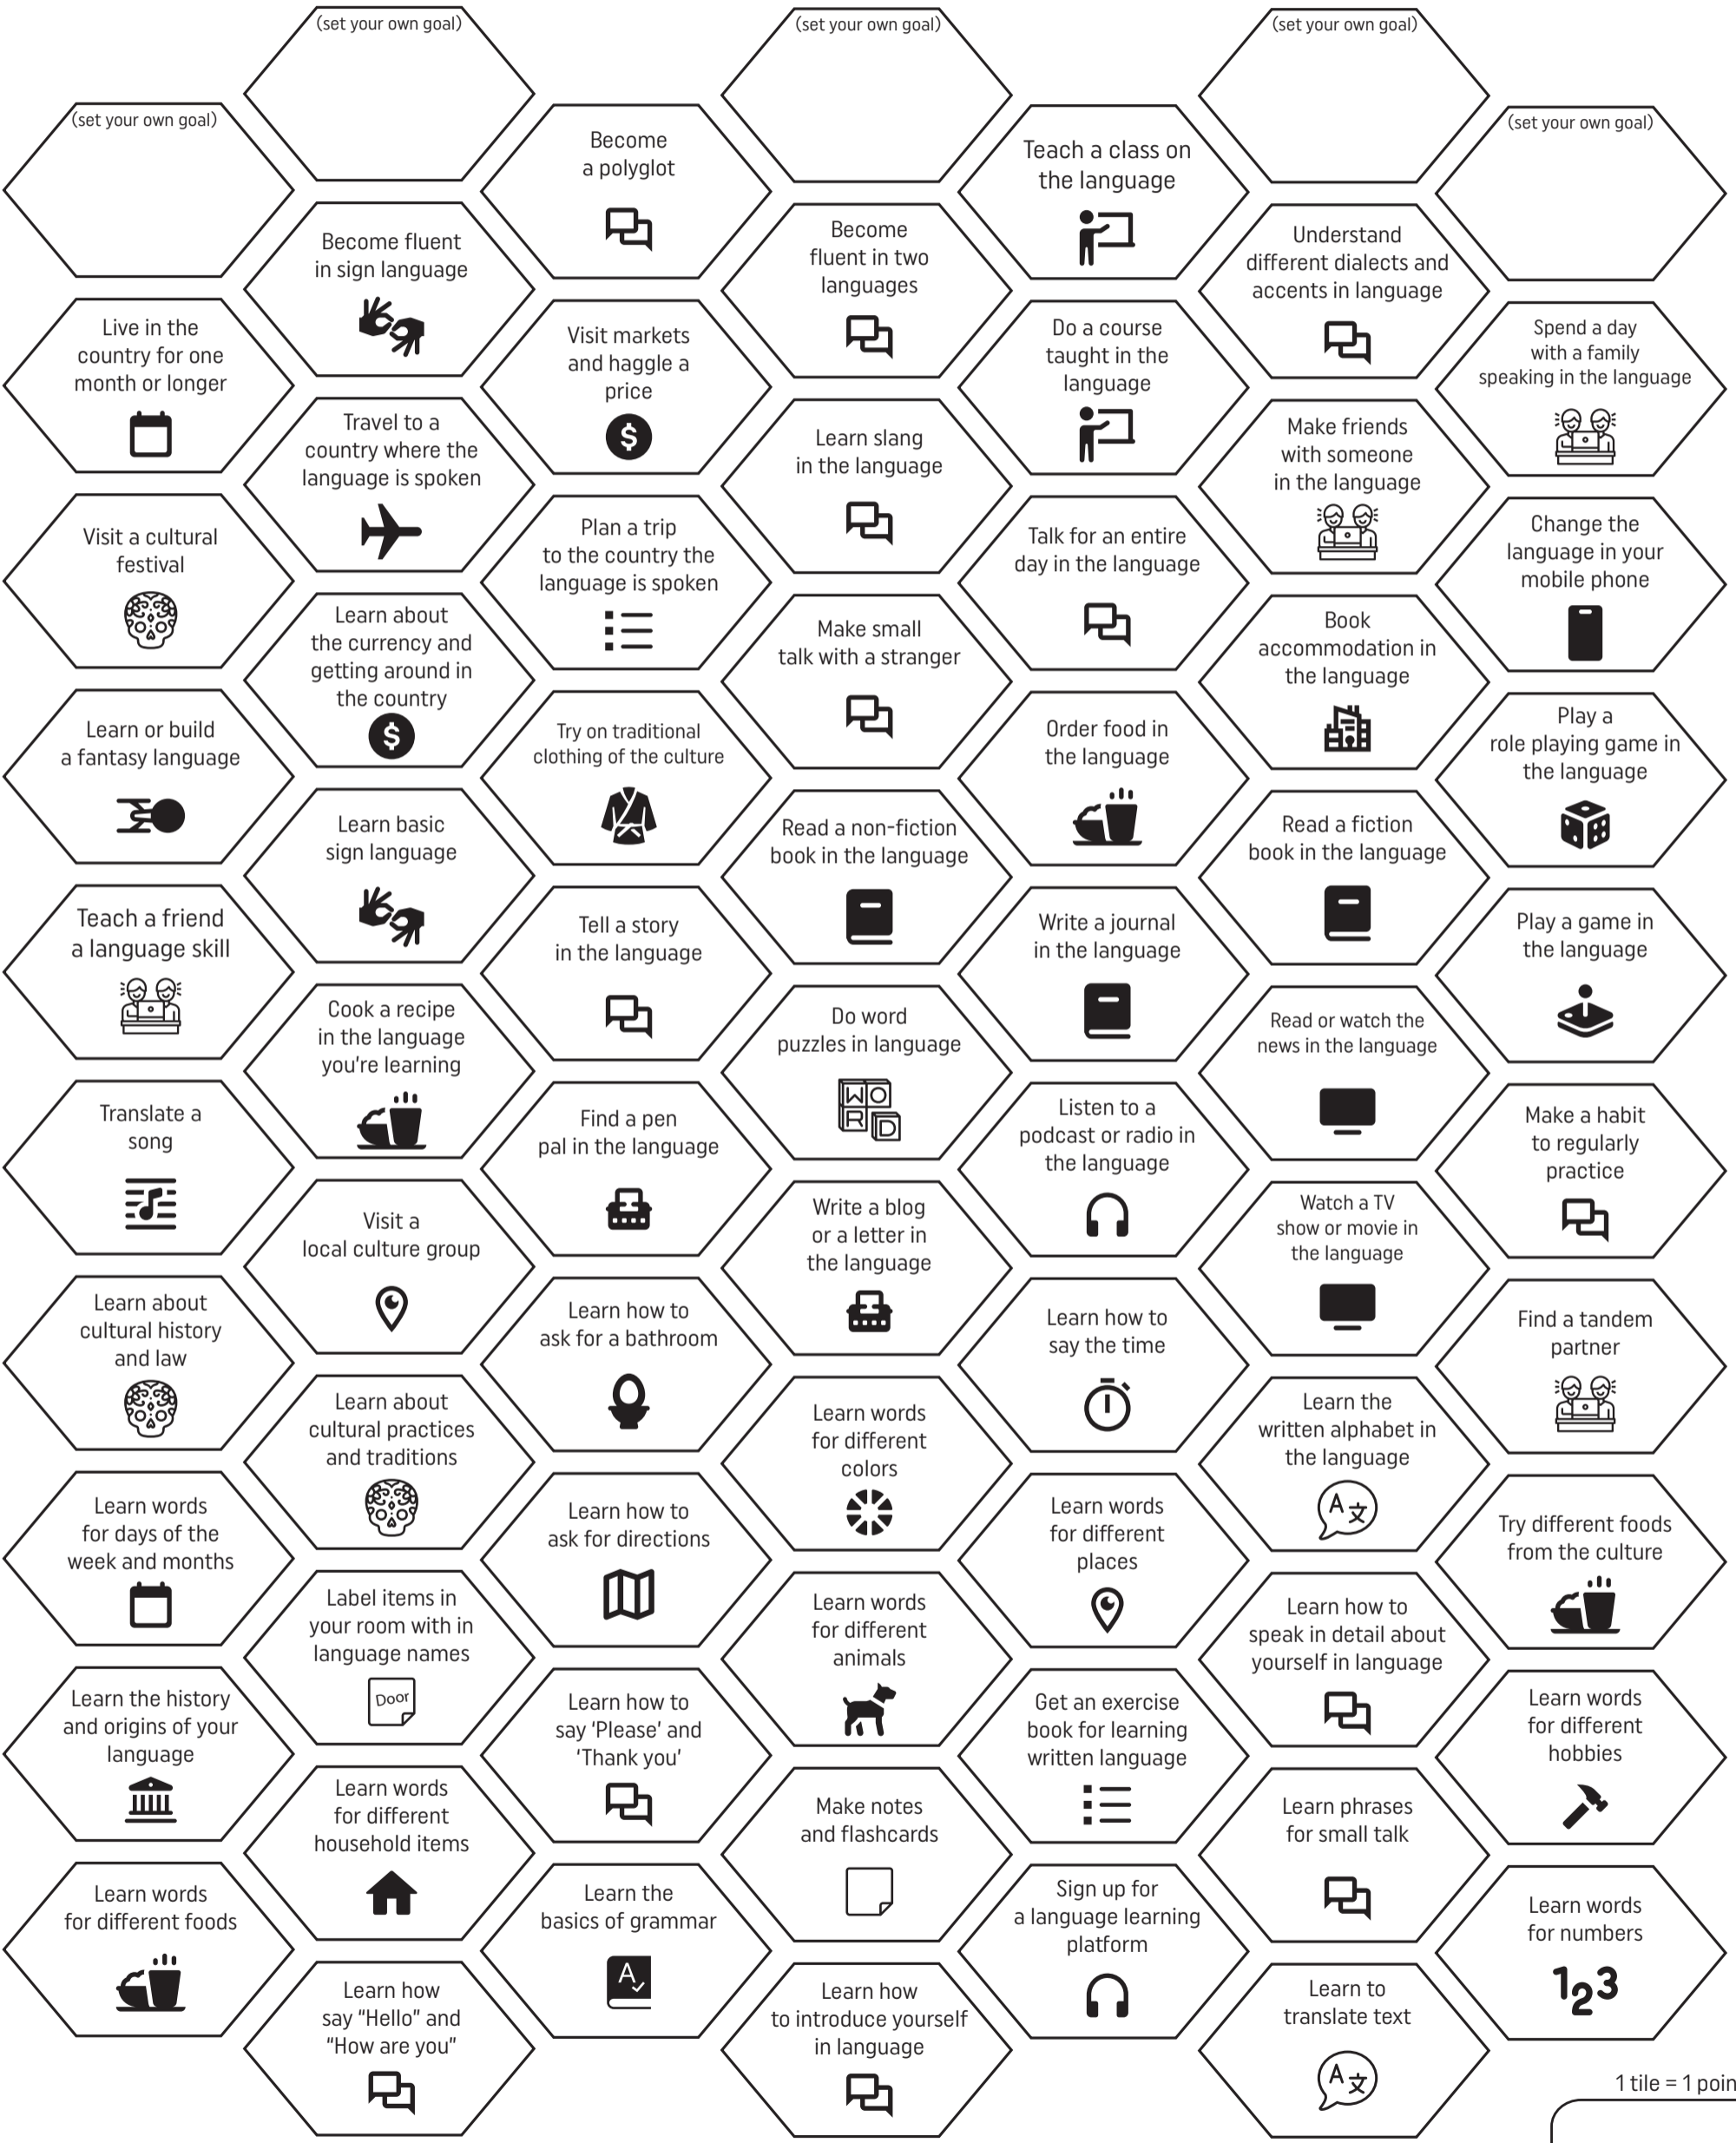 (set your own goal)
(set your own goal)
(set your own goal)
(set your own goal)
(set your own goal)
Become
a polyglot
Teach a class on
the language
Become fluent
in sign language
Become
fluent in two
languages
Understand
different dialects and
accents in language
Live in the
country for one
month or longer
Visit markets
and haggle a
price
Do a course
taught in the
language
Spend a day
with a family
speaking in the language
Travel to a
country where the
language is spoken
Learn slang
in the language
Make friends
with someone
in the language
Visit a cultural
festival
Plan a trip
to the country the
language is spoken
Talk for an entire
day in the language
Change the
language in your
mobile phone
Learn about
the currency and
getting around in
the country
$
$
Make small
talk with a stranger
Book
accommodation in
the language
Learn or build
a fantasy language
Try on traditional
clothing of the culture
Order food in
the language
Play a
role playing game in
the language
Learn basic
sign language
Read a non-fiction
book in the language
Read a fiction
book in the language
Teach a friend
a language skill
Tell a story
in the language
Write a journal
in the language
Play a game in
the language
Cook a recipe
in the language
you're learning
Do word
puzzles in language
WO
RD
Read or watch the
news in the language
Translate a
song
Find a pen
pal in the language
Listen to a
podcast or radio in
the language
Make a habit
to regularly
practice
Visit a
local culture group
Write a blog
or a letter in
the language
Watch a TV
show or movie in
the language
Learn about
cultural history
and law
Learn how to
ask for a bathroom
Learn how to
say the time
Find a tandem
partner
Learn about
cultural practices
and traditions
Learn words
for different
colors
Learn the
written alphabet in
the language
A文
Learn words
for days of the
week and months
Learn how to
ask for directions
Learn words
for different
places
Try different foods
from the culture
Label items in
your room with in
language names
Door
Learn words
for different
animals
Learn how to
speak in detail about
yourself in language
Learn the history
and origins of your
language
Learn how to
say 'Please' and
'Thank you'
Get an exercise
book for learning
written language
Learn words
for different
hobbies
Learn words
for different
household items
Make notes
and flashcards
Learn phrases
for small talk
Learn words
for different foods
Learn the
basics of grammar
A
Sign up for
a language learning
platform
Learn words
for numbers
123
Learn how
say "Hello" and
"How are you"
Learn how
to introduce yourself
in language
Learn to
translate text
A文
1 tile = 1 poin